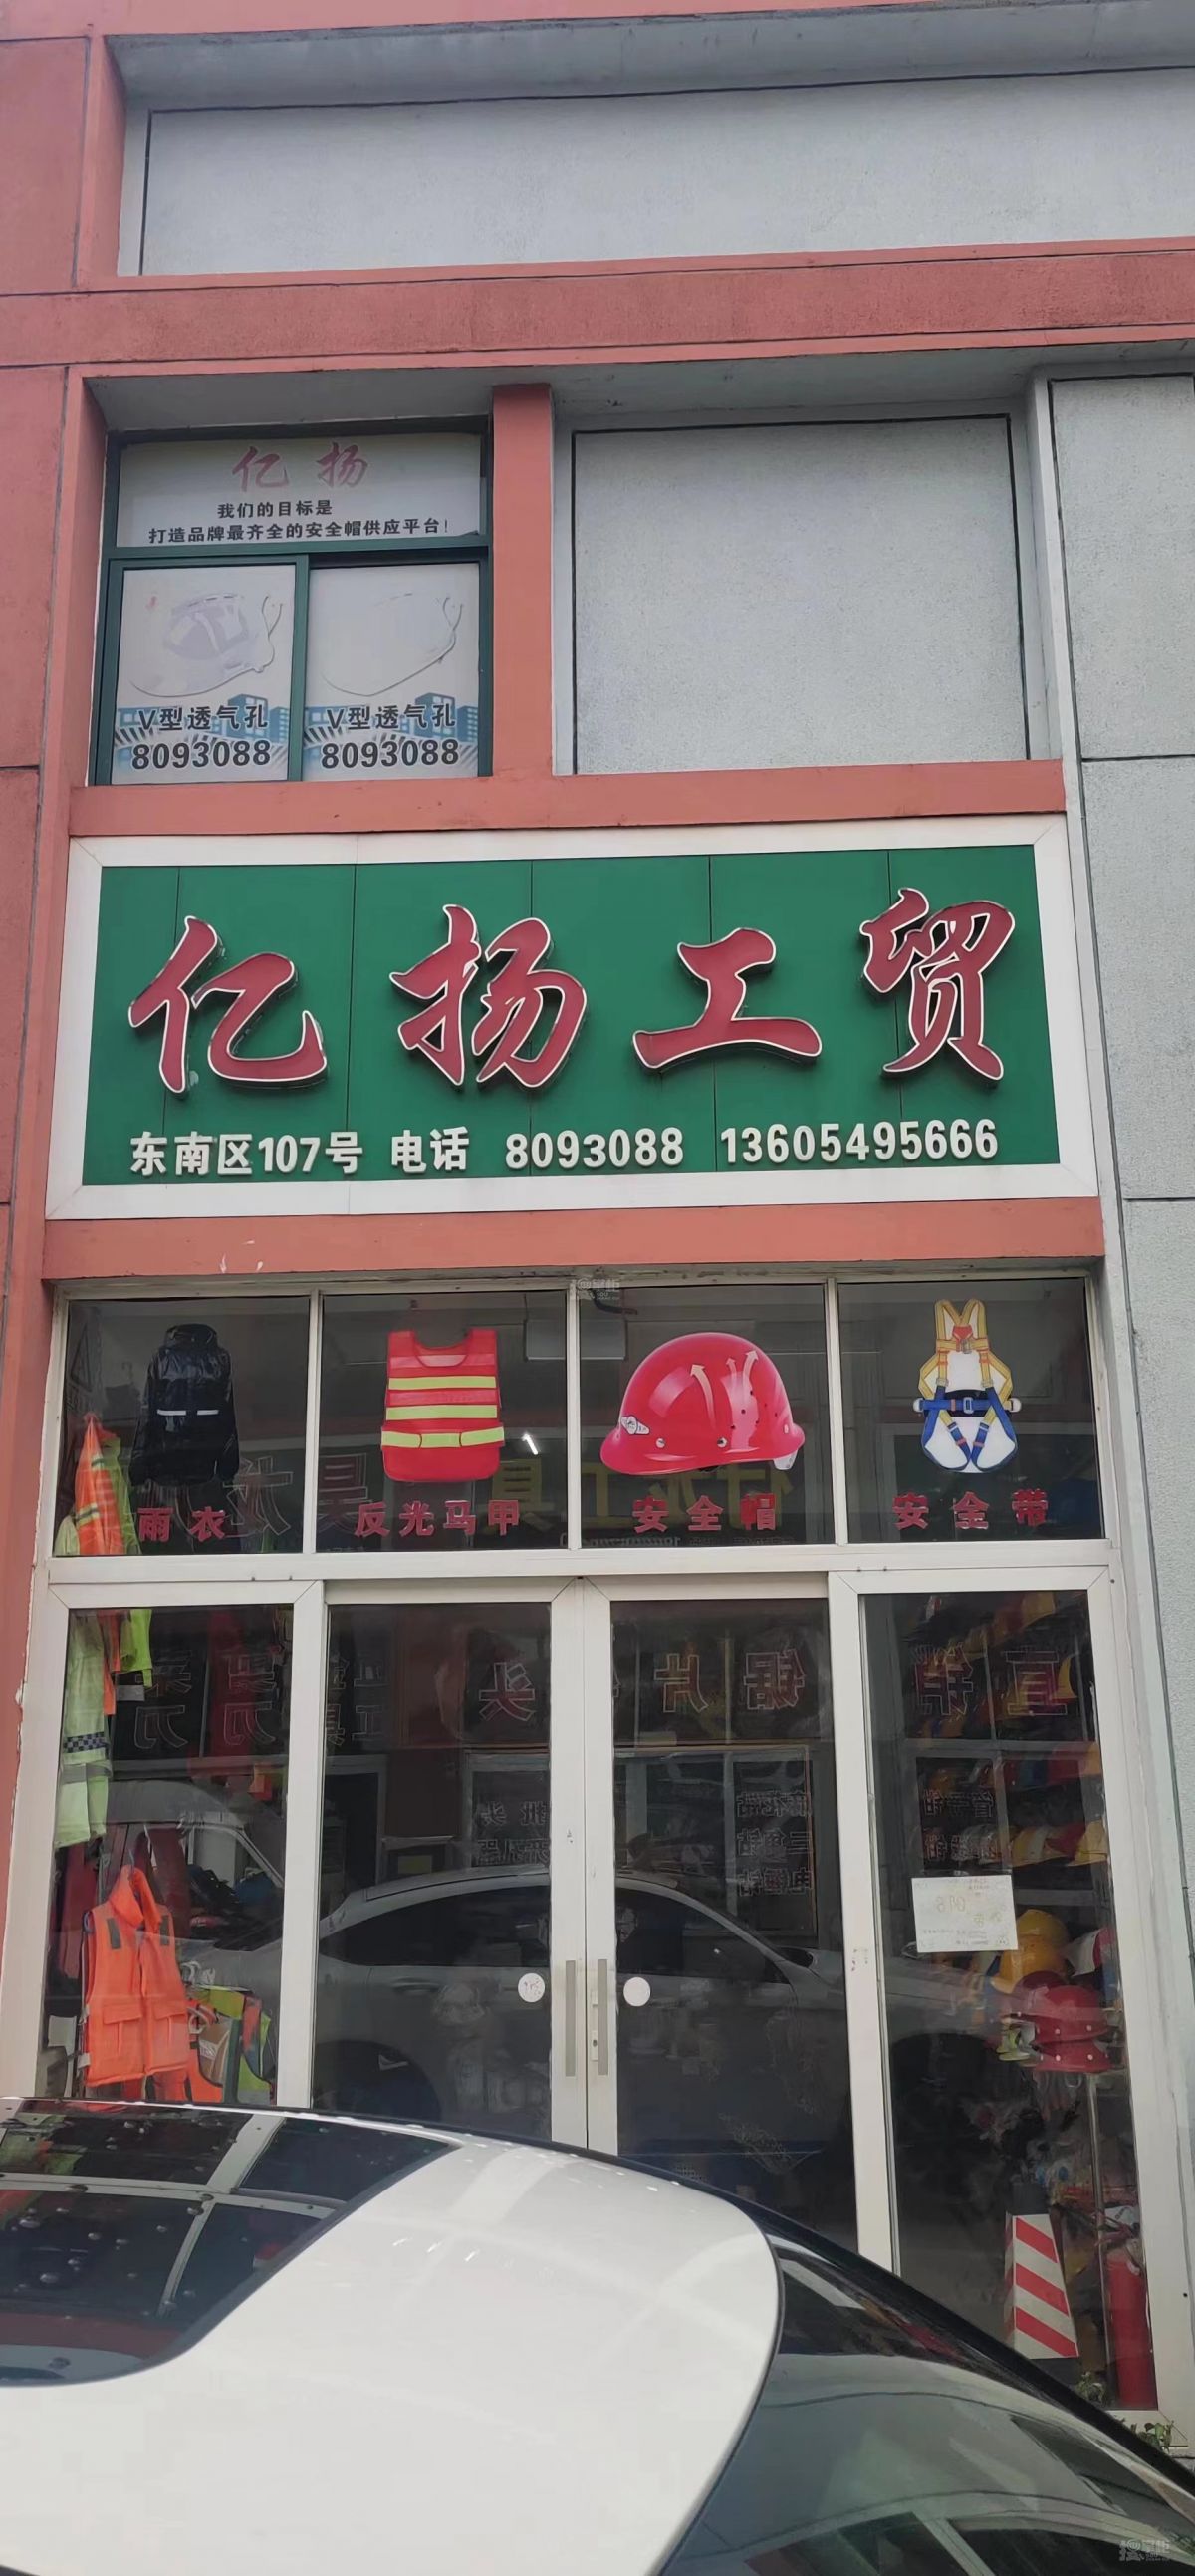 亿扬
我们的目标是
打造品牌最齐全的安全帽供应平台!
V型透气孔
8093088
V型透气孔
8093088
亿扬工贸
东南区107号 电话 8093088 13605495666
雨衣 反光马甲 安全帽 安全带